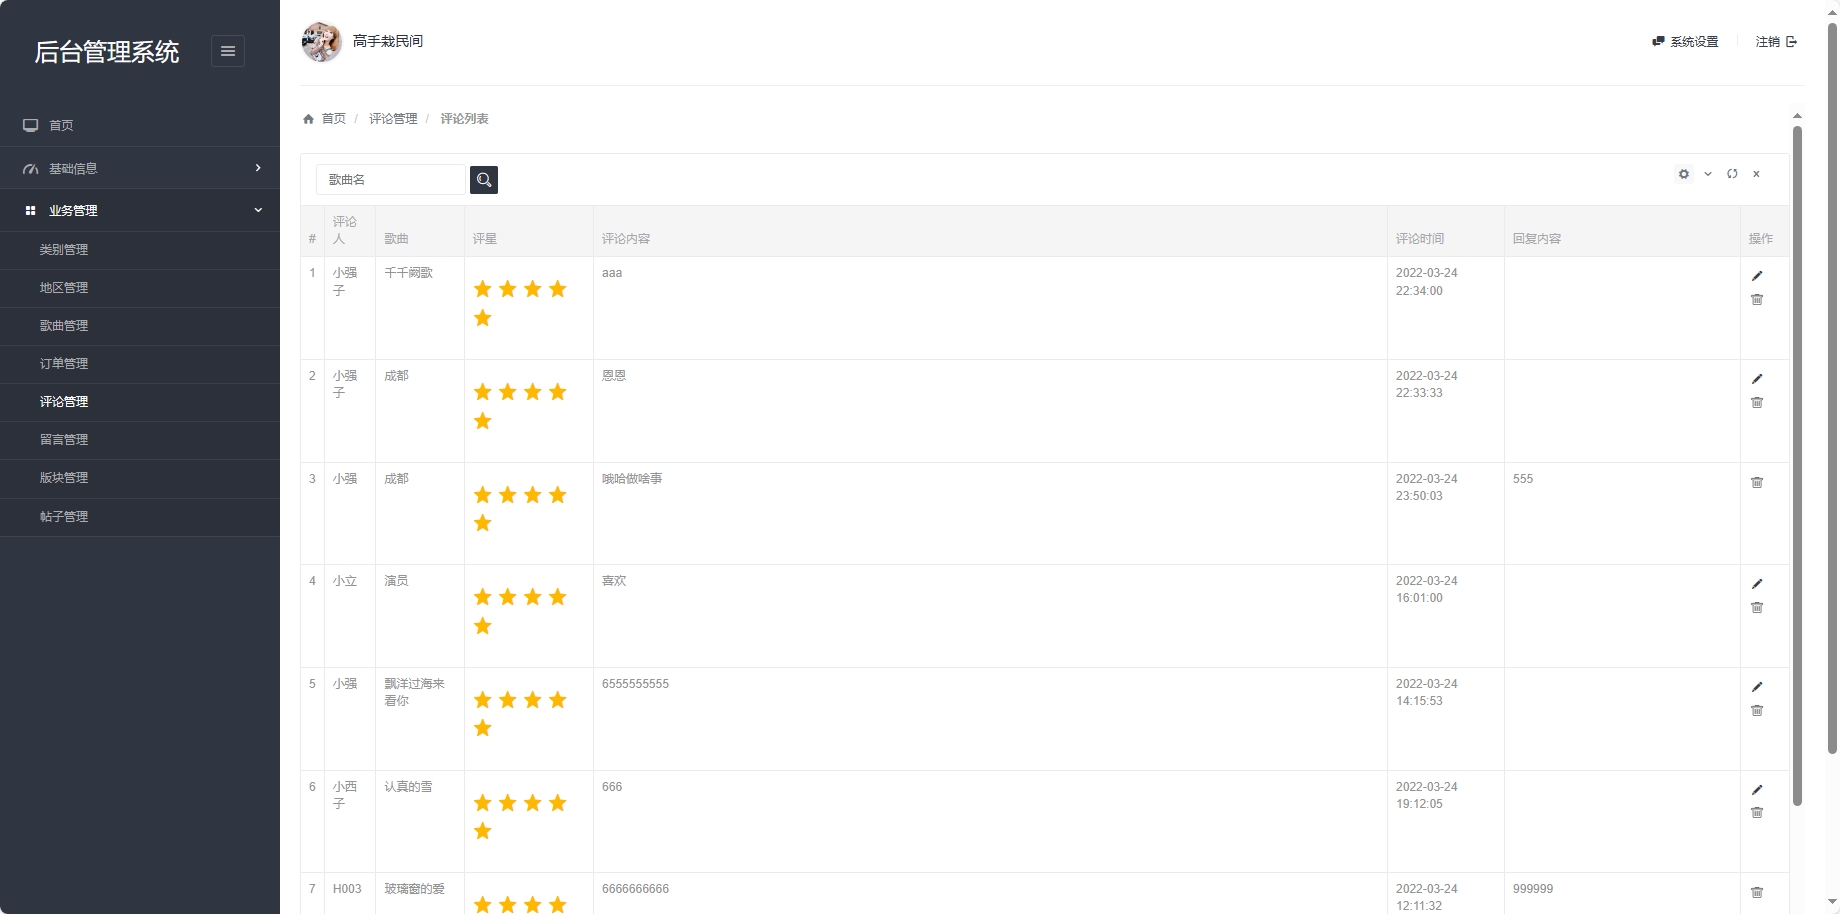 后台管理系统
高手栽民间
系统设置
注销
首页
基础信息
业务管理
类别管理
地区管理
歌曲管理
订单管理
评论管理
留言管理
版块管理
帖子管理
首页 / 评论管理 / 评论列表
歌曲名
# 评论人 歌曲 评星 评论内容 评论时间 回复内容 操作
1 小强子 千千阙歌 aaa 2022-03-24 22:34:00
2 小强子 成都 恩恩 2022-03-24 22:33:33
3 小强 成都 哦哈做啥事 2022-03-24 23:50:03 555
4 小立 演员 喜欢 2022-03-24 16:01:00
5 小强 飘洋过海来看你 6555555555 2022-03-24 14:15:53
6 小西子 认真的雪 666 2022-03-24 19:12:05
7 H003 玻璃窗的爱 6666666666 2022-03-24 12:11:32 999999